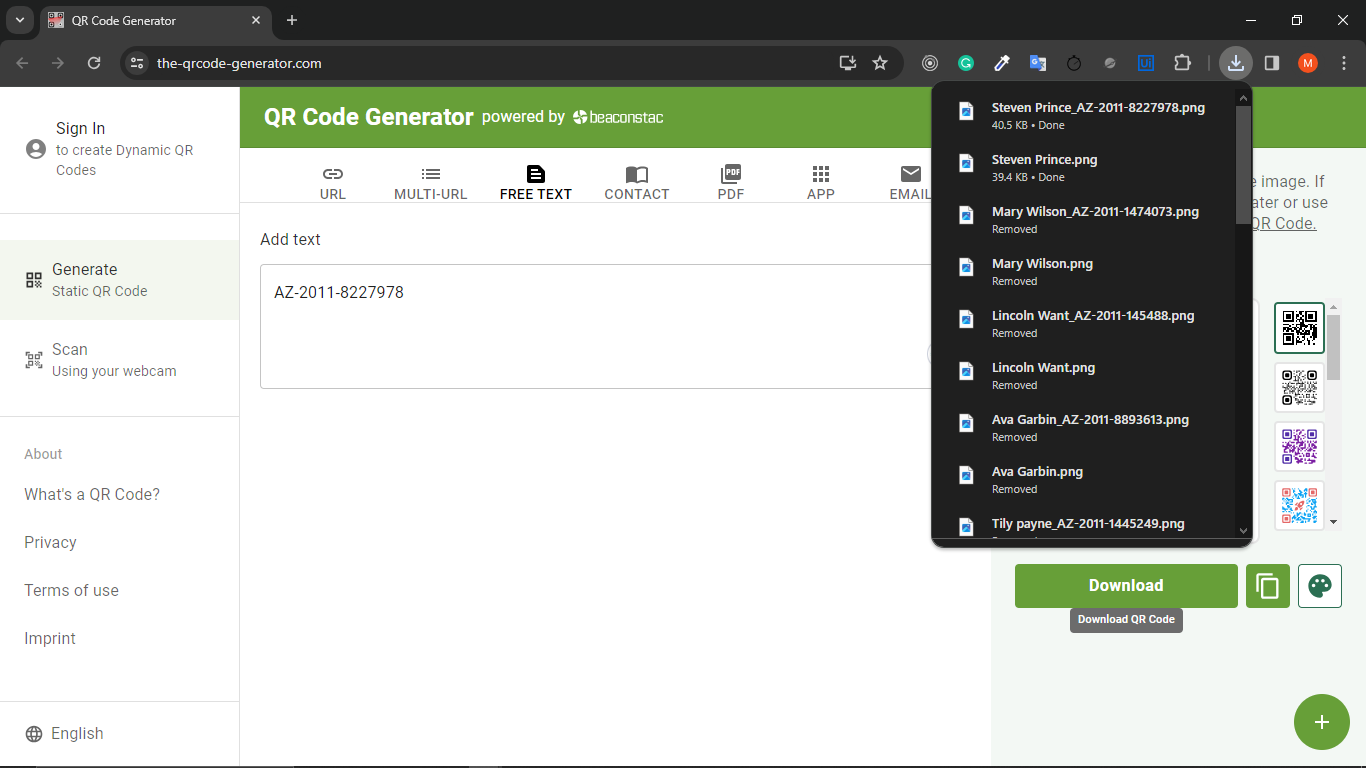 QR Code Generator
the-qrcode-generator.com
M
Sign In
to create Dynamic QR
Codes
Generate
Static QR Code
Scan
Using your webcam
About
What's a QR Code?
Privacy
Terms of use
Imprint
English
QR Code Generator powered by beaconstac
URL
MULTI-URL
FREE TEXT
CONTACT
PDF
PDF
APP
EMAIL
Add text
AZ-2011-8227978
Steven Prince_AZ-2011-8227978.png
40.5 KB • Done
Steven Prince.png
39.4 KB • Done
Mary Wilson_AZ-2011-1474073.png
Removed
Mary Wilson.png
Removed
Lincoln Want_AZ-2011-145488.png
Removed
Lincoln Want.png
Removed
Ava Garbin_AZ-2011-8893613.png
Removed
Ava Garbin.png
Removed
Tily payne_AZ-2011-1445249.png
image. If
ater or use
QR Code.
Download
Download QR Code